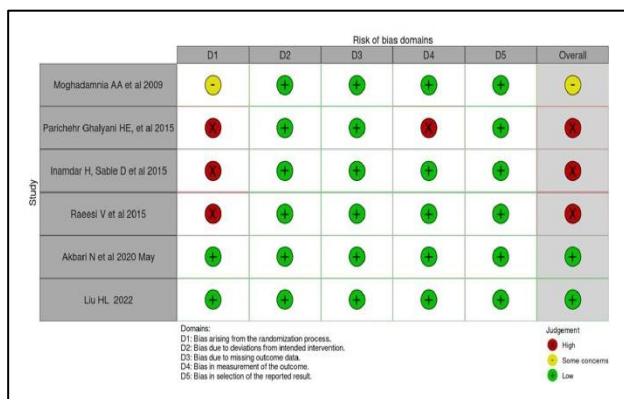 Risk of bias domains
D1 D2 D3 D4 D5 Overall
Study
Moghadamnia AA et al 2009 - + + + + -
Parichehr Ghalyani HE, et al 2015 X + + X + X
Inamdar H, Sable D et al 2015 X + + + + X
Raeesi V et al 2015 X + + + + X
Akbari N et al 2020 May + + + + + +
Liu HL 2022 + + + + + +
Domains:
D1: Bias arising from the randomization process.
D2: Bias due to deviations from intended intervention.
D3: Bias due to missing outcome data.
D4: Bias in measurement of the outcome.
D5: Bias in selection of the reported result.
Judgement
X High
- Some concerns
+ Low